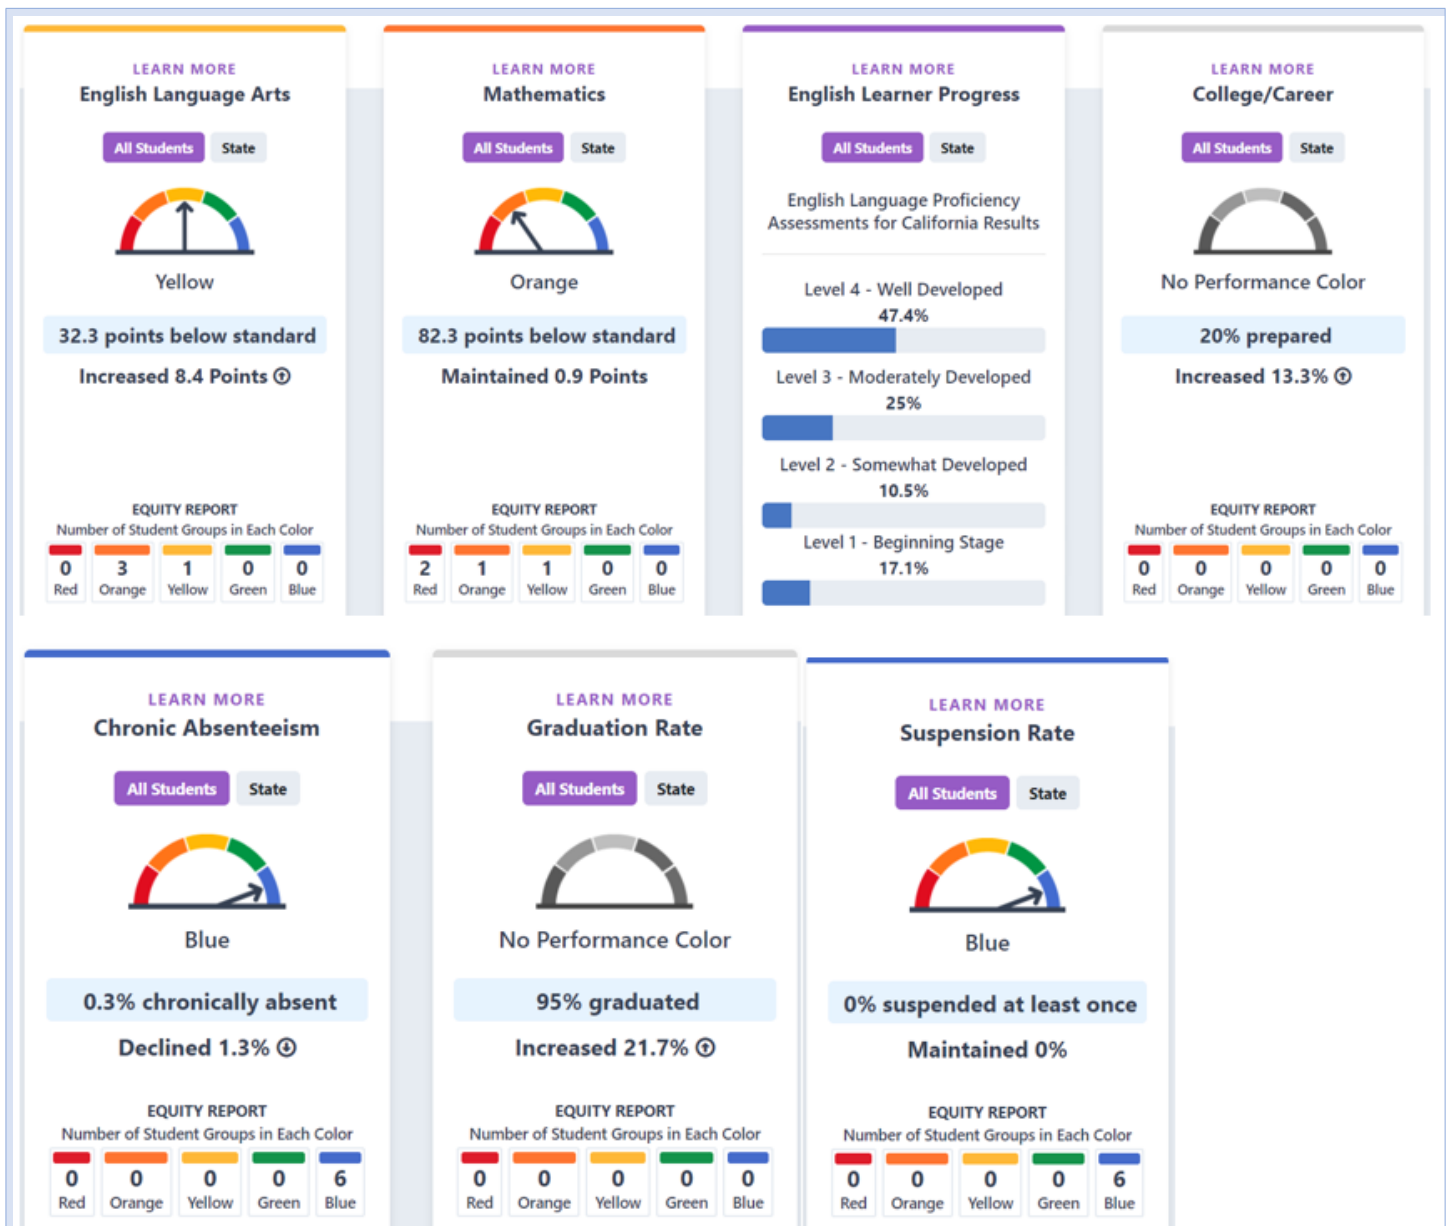 LEARN MORE
English Language Arts
All Students
State
Yellow
32.3 points below standard
Increased 8.4 Points
EQUITY REPORT
Number of Student Groups in Each Color
0 3 1 0 0
Red Orange Yellow Green Blue
LEARN MORE
Mathematics
All Students
State
Orange
82.3 points below standard
Maintained 0.9 Points
EQUITY REPORT
Number of Student Groups in Each Color
2 1 1 0 0
Red Orange Yellow Green Blue
LEARN MORE
English Learner Progress
All Students
State
English Language Proficiency
Assessments for California Results
Level 4 - Well Developed
47.4%
Level 3 - Moderately Developed
25%
Level 2 - Somewhat Developed
10.5%
Level 1 - Beginning Stage
17.1%
LEARN MORE
College/Career
All Students
State
No Performance Color
20% prepared
Increased 13.3%
EQUITY REPORT
Number of Student Groups in Each Color
0 0 0 0 0
Red Orange Yellow Green Blue
LEARN MORE
Chronic Absenteeism
All Students
State
Blue
0.3% chronically absent
Declined 1.3%
EQUITY REPORT
Number of Student Groups in Each Color
0 0 0 0 6
Red Orange Yellow Green Blue
LEARN MORE
Graduation Rate
All Students
State
No Performance Color
95% graduated
Increased 21.7%
EQUITY REPORT
Number of Student Groups in Each Color
0 0 0 0 0
Red Orange Yellow Green Blue
LEARN MORE
Suspension Rate
All Students
State
Blue
0% suspended at least once
Maintained 0%
EQUITY REPORT
Number of Student Groups in Each Color
0 0 0 0 6
Red Orange Yellow Green Blue